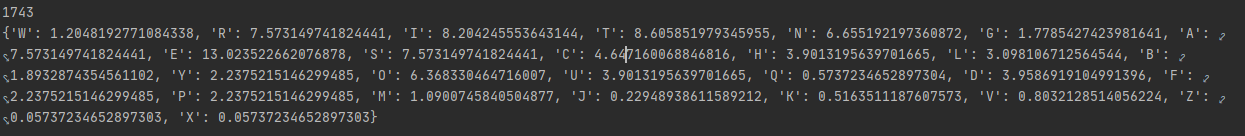 1743
{'W': 1.2048192771084338, 'R': 7.573149741824441, 'I': 8.204245553643144, 'T': 8.605851979345955, 'N': 6.655192197360872, 'G': 1.7785427423981641, 'A':
7.573149741824441, 'E': 13.023522662076878, 'S': 7.573149741824441, 'C': 4.647160068846816, 'H': 3.9013195639701665, 'L': 3.098106712564544, 'B':
1.8932874354561102, 'Y': 2.2375215146299485, 'O': 6.368330464716007, 'U': 3.9013195639701665, 'Q': 0.5737234652897304, 'D': 3.9586919104991396, 'F':
2.2375215146299485, 'P': 2.2375215146299485, 'M': 1.0900745840504877, 'J': 0.22948938611589212, 'K': 0.5163511187607573, 'V': 0.8032128514056224, 'Z':
0.05737234652897303, 'X': 0.05737234652897303}